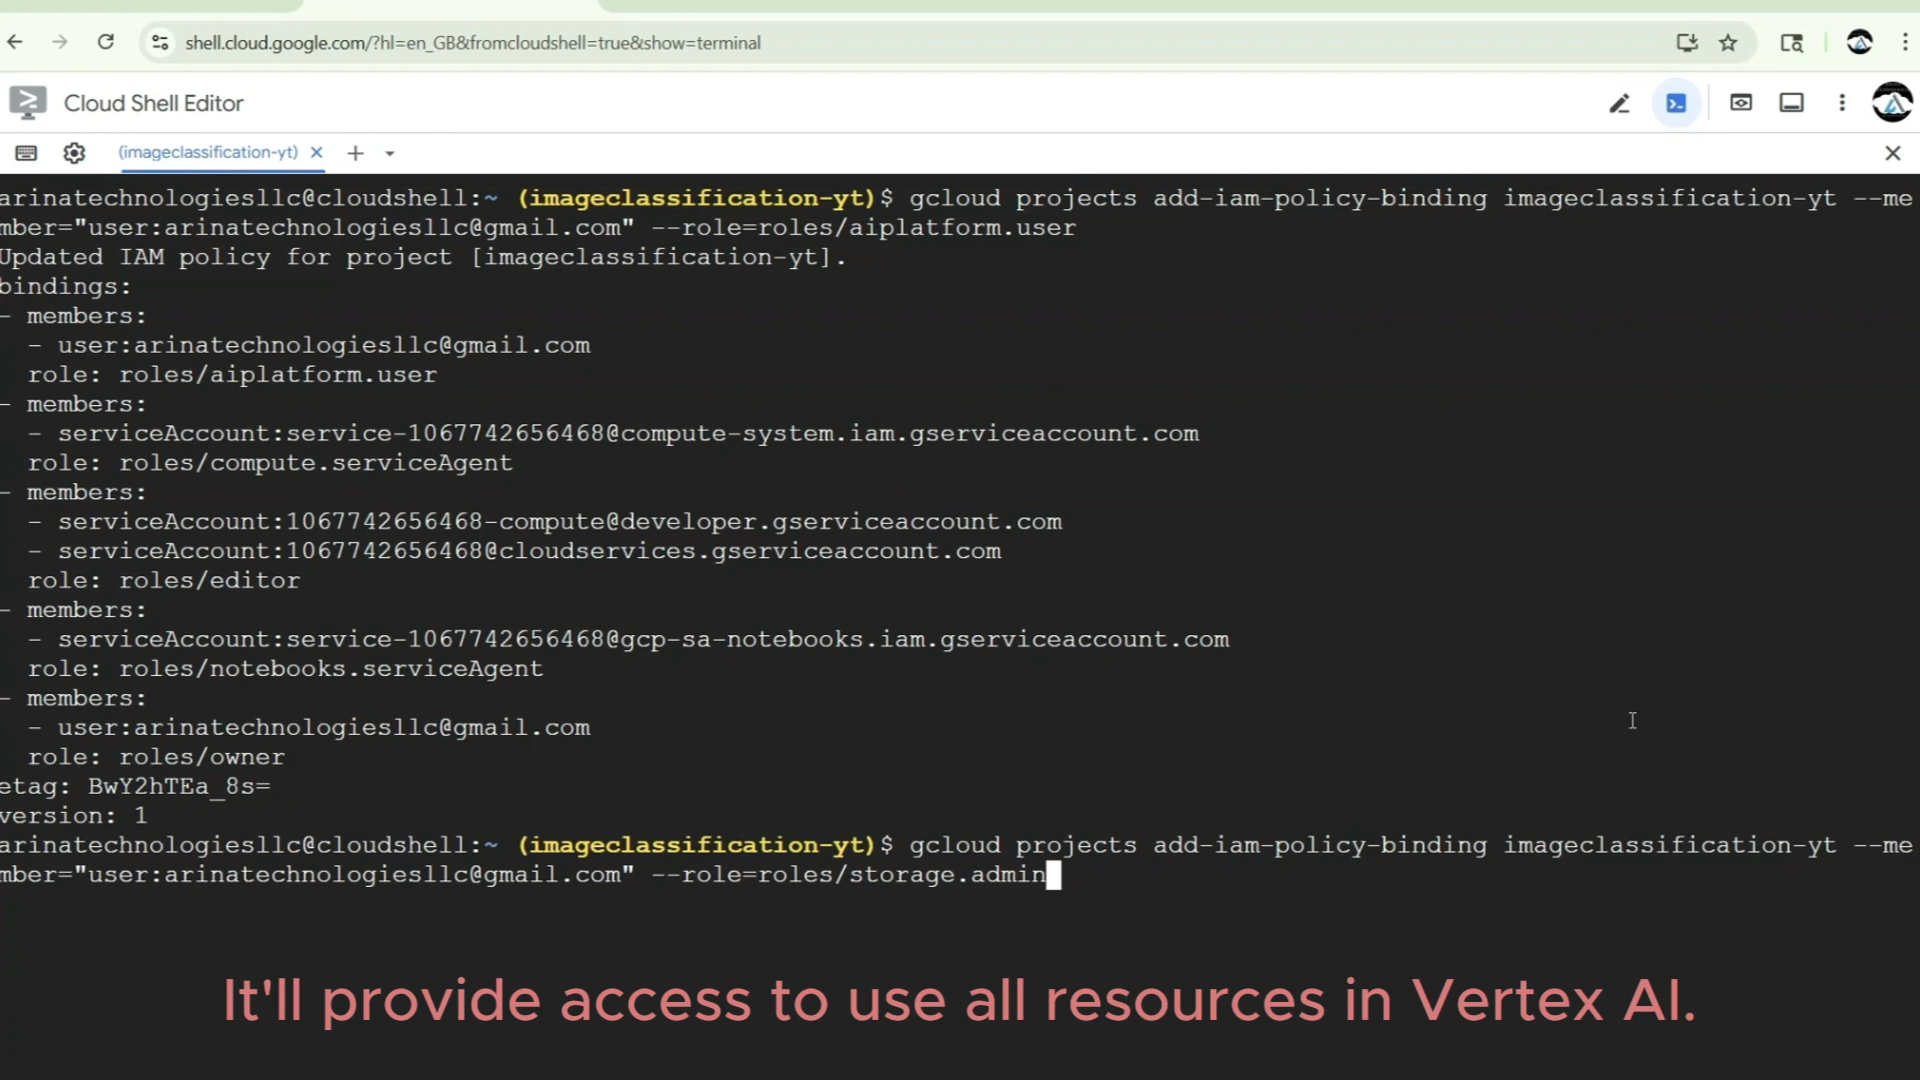 shell.cloud.google.com/?hl=en_GB&fromcloudshell=true&show=terminal
Cloud Shell Editor
(imageclassification-yt)
arinatechnologiesllc@cloudshell:~ (imageclassification-yt)$ gcloud projects add-iam-policy-binding imageclassification-yt --me
mber="user:arinatechnologiesllc@gmail.com" --role=roles/aiplatform.user
Updated IAM policy for project [imageclassification-yt].
bindings:
- members:
  - user:arinatechnologiesllc@gmail.com
  role: roles/aiplatform.user
- members:
  - serviceAccount:service-1067742656468@compute-system.iam.gserviceaccount.com
  role: roles/compute.serviceAgent
- members:
  - serviceAccount:1067742656468-compute@developer.gserviceaccount.com
  - serviceAccount:1067742656468@cloudservices.gserviceaccount.com
  role: roles/editor
- members:
  - serviceAccount:service-1067742656468@gcp-sa-notebooks.iam.gserviceaccount.com
  role: roles/notebooks.serviceAgent
- members:
  - user:arinatechnologiesllc@gmail.com
  role: roles/owner
etag: BwY2hTEa_8s=
version: 1
arinatechnologiesllc@cloudshell:~ (imageclassification-yt)$ gcloud projects add-iam-policy-binding imageclassification-yt --me
mber="user:arinatechnologiesllc@gmail.com" --role=roles/storage.admin
It'll provide access to use all resources in Vertex AI.